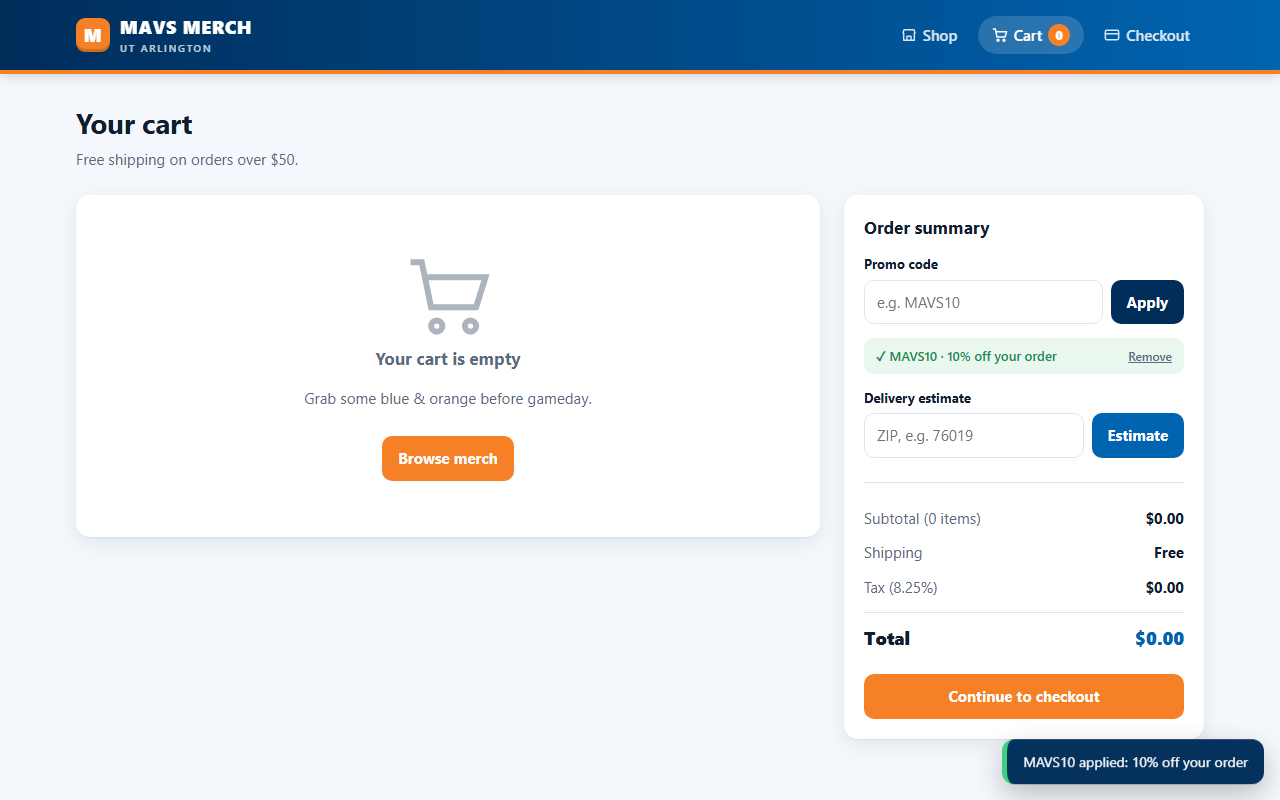 M
MAVS MERCH
UT ARLINGTON
Shop
Cart 0
Checkout
Your cart
Free shipping on orders over $50.
Your cart is empty
Grab some blue & orange before gameday.
Browse merch
Order summary
Promo code
e.g. MAVS10
Apply
✓ MAVS10 · 10% off your order
Remove
Delivery estimate
ZIP, e.g. 76019
Estimate
Subtotal (0 items) $0.00
Shipping Free
Tax (8.25%) $0.00
Total $0.00
Continue to checkout
MAVS10 applied: 10% off your order